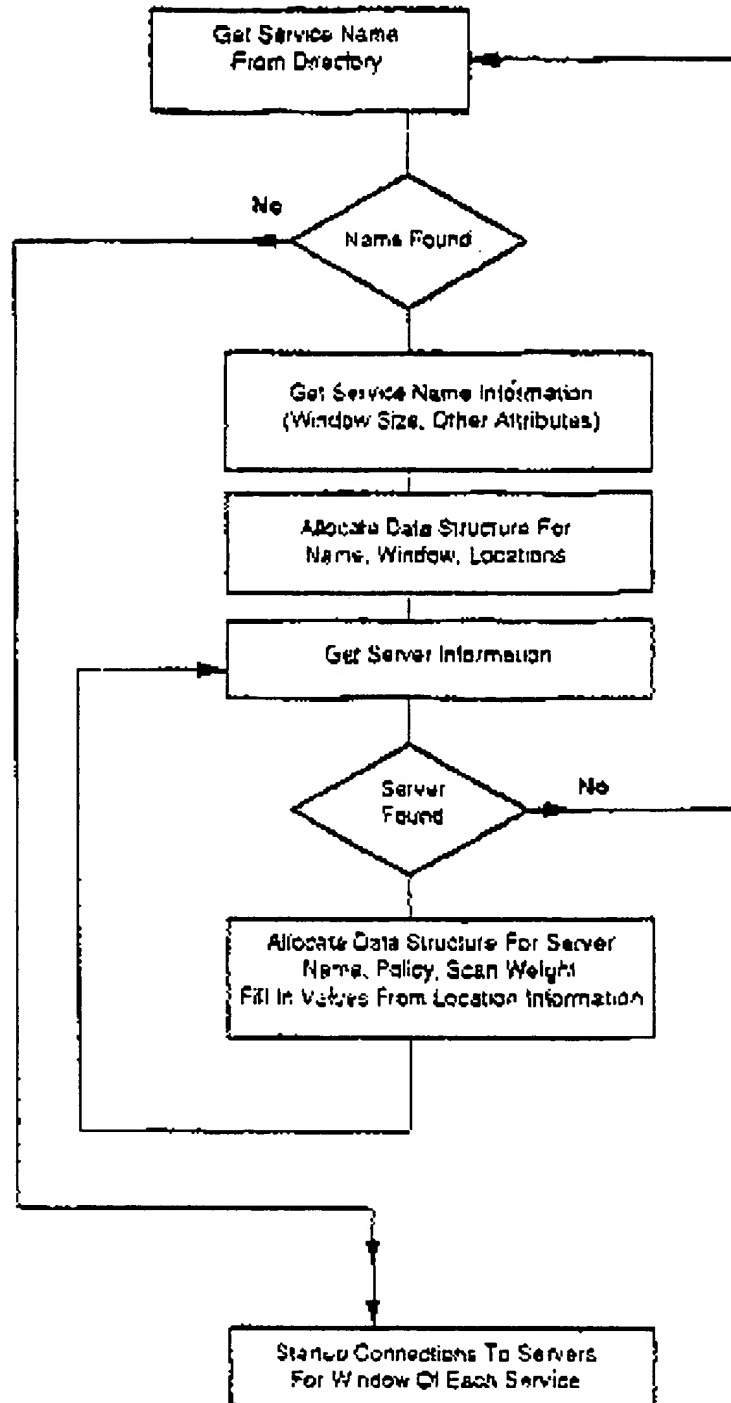 Get Service Name
From Directory
No
Name Found
Get Service Name Information
(Window Size, Other Attributes)
Allocate Data Structure For
Name, Window, Locations
Get Server Information
Server
Found
No
Allocate Data Structure For Server
Name, Policy, Scan Weight
Fill In Values From Location Information
Startup Connections To Servers
For Window Of Each Service